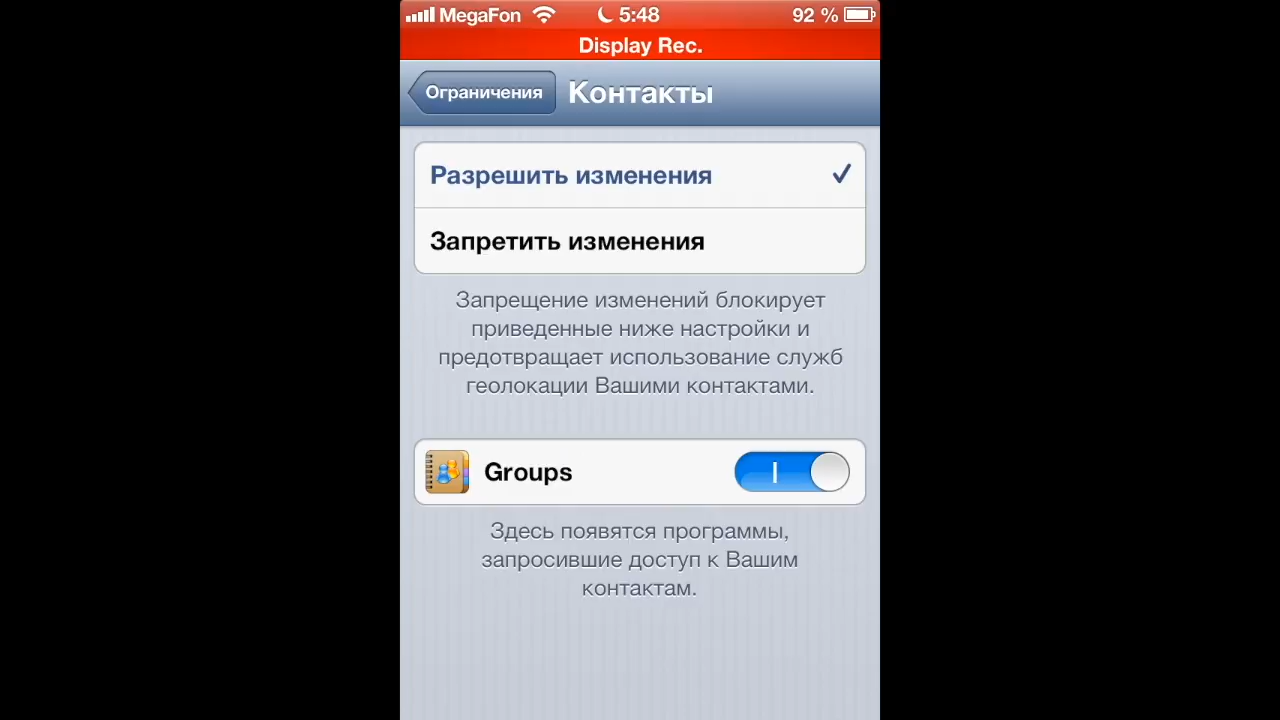 MegaFon 5:48 92 %
Display Rec.
Ограничения Контакты
Разрешить изменения
Запретить изменения
Запрещение изменений блокирует
приведенные ниже настройки и
предотвращает использование служб
геолокации Вашими контактами.
Groups
Здесь появятся программы,
запросившие доступ к Вашим
контактам.